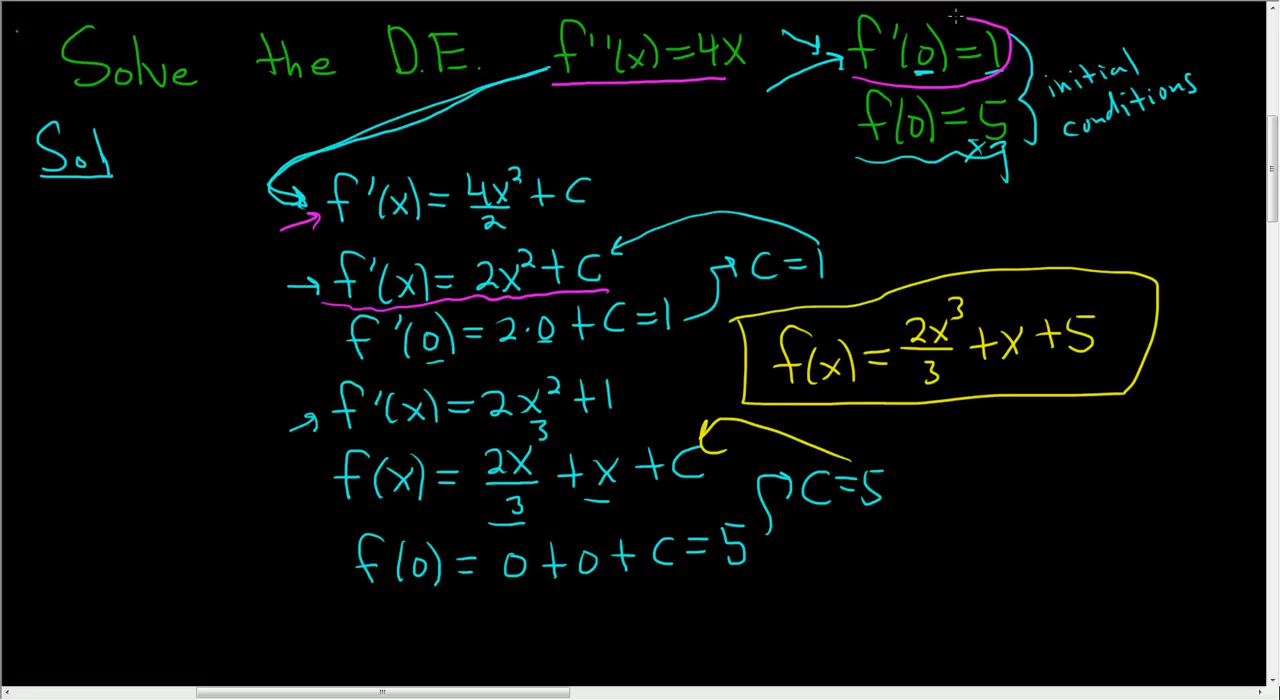 Solve the D.E. f''(x) = 4x f'(0) = 1
f(0) = 5
initial
conditions
Sol
f'(x) = 4x²/2 + C
f'(x) = 2x² + C
C = 1
f'(0) = 2·0 + C = 1
f(x) = 2x³/3 + x + 5
f'(x) = 2x² + 1
f(x) = 2x³/3 + x + C
C = 5
f(0) = 0 + 0 + C = 5